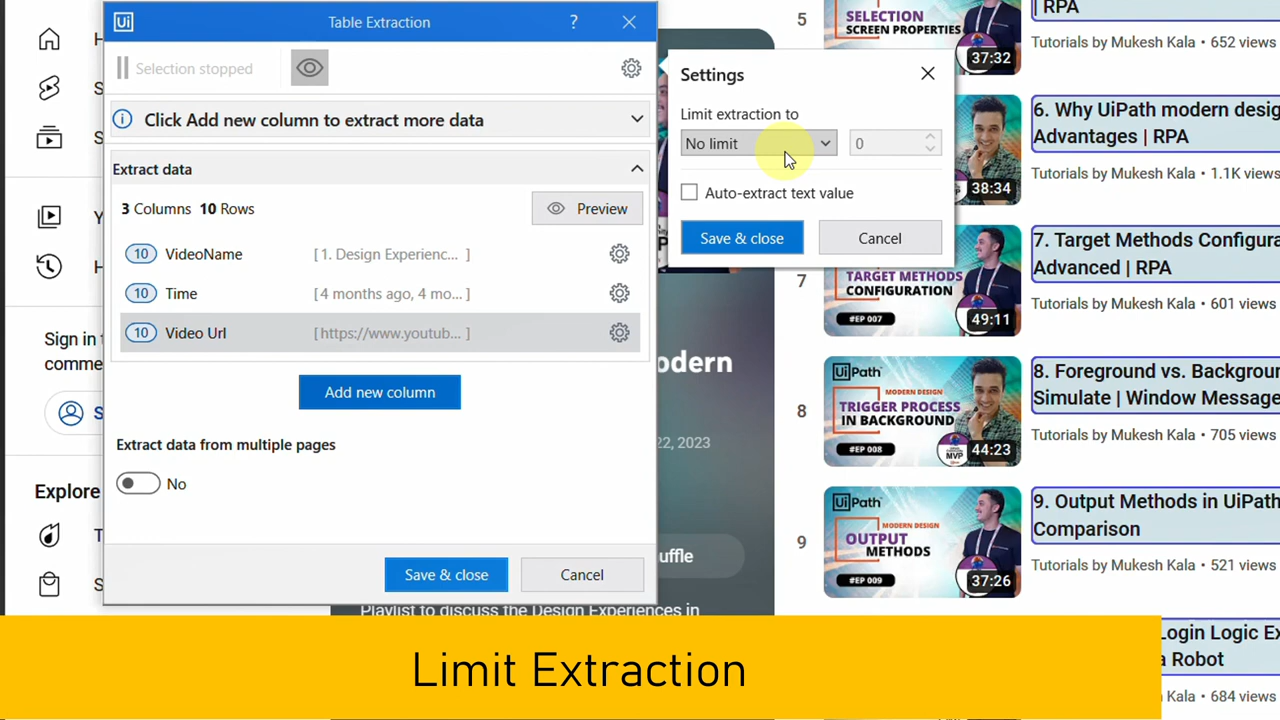 Ui
Table Extraction
?
Selection stopped
Click Add new column to extract more data
Extract data
3 Columns 10 Rows
Preview
10 VideoName [ 1. Design Experienc... ]
10 Time [ 4 months ago, 4 mo... ]
10 Video Url [ https://www.youtub... ]
Add new column
Extract data from multiple pages
No
Save & close
Cancel
Settings
Limit extraction to
No limit
0
Auto-extract text value
Save & close
Cancel
H
S
S
Y
H
Sign in
comme
S
Explore
T
S
odern
22, 2023
uffle
Playlist to discuss the Design Experiences in
5
SELECTION
SCREEN PROPERTIES
37:32
| RPA
Tutorials by Mukesh Kala • 652 views
38:34
6. Why UiPath modern desig
Advantages | RPA
Tutorials by Mukesh Kala • 1.1K views
7
TARGET METHODS
CONFIGURATION
#EP 007
49:11
7. Target Methods Configura
Advanced | RPA
Tutorials by Mukesh Kala • 601 views
8
UiPath
MODERN DESIGN
TRIGGER PROCESS
IN BACKGROUND
#EP 008
MVP
44:23
8. Foreground vs. Backgroun
Simulate | Window Message
Tutorials by Mukesh Kala • 705 views
9
UiPath
MODERN DESIGN
OUTPUT
METHODS
#EP 009
37:26
9. Output Methods in UiPath
Comparison
Tutorials by Mukesh Kala • 521 views
Login Logic Ex
a Robot
Kala • 684 views
Limit Extraction